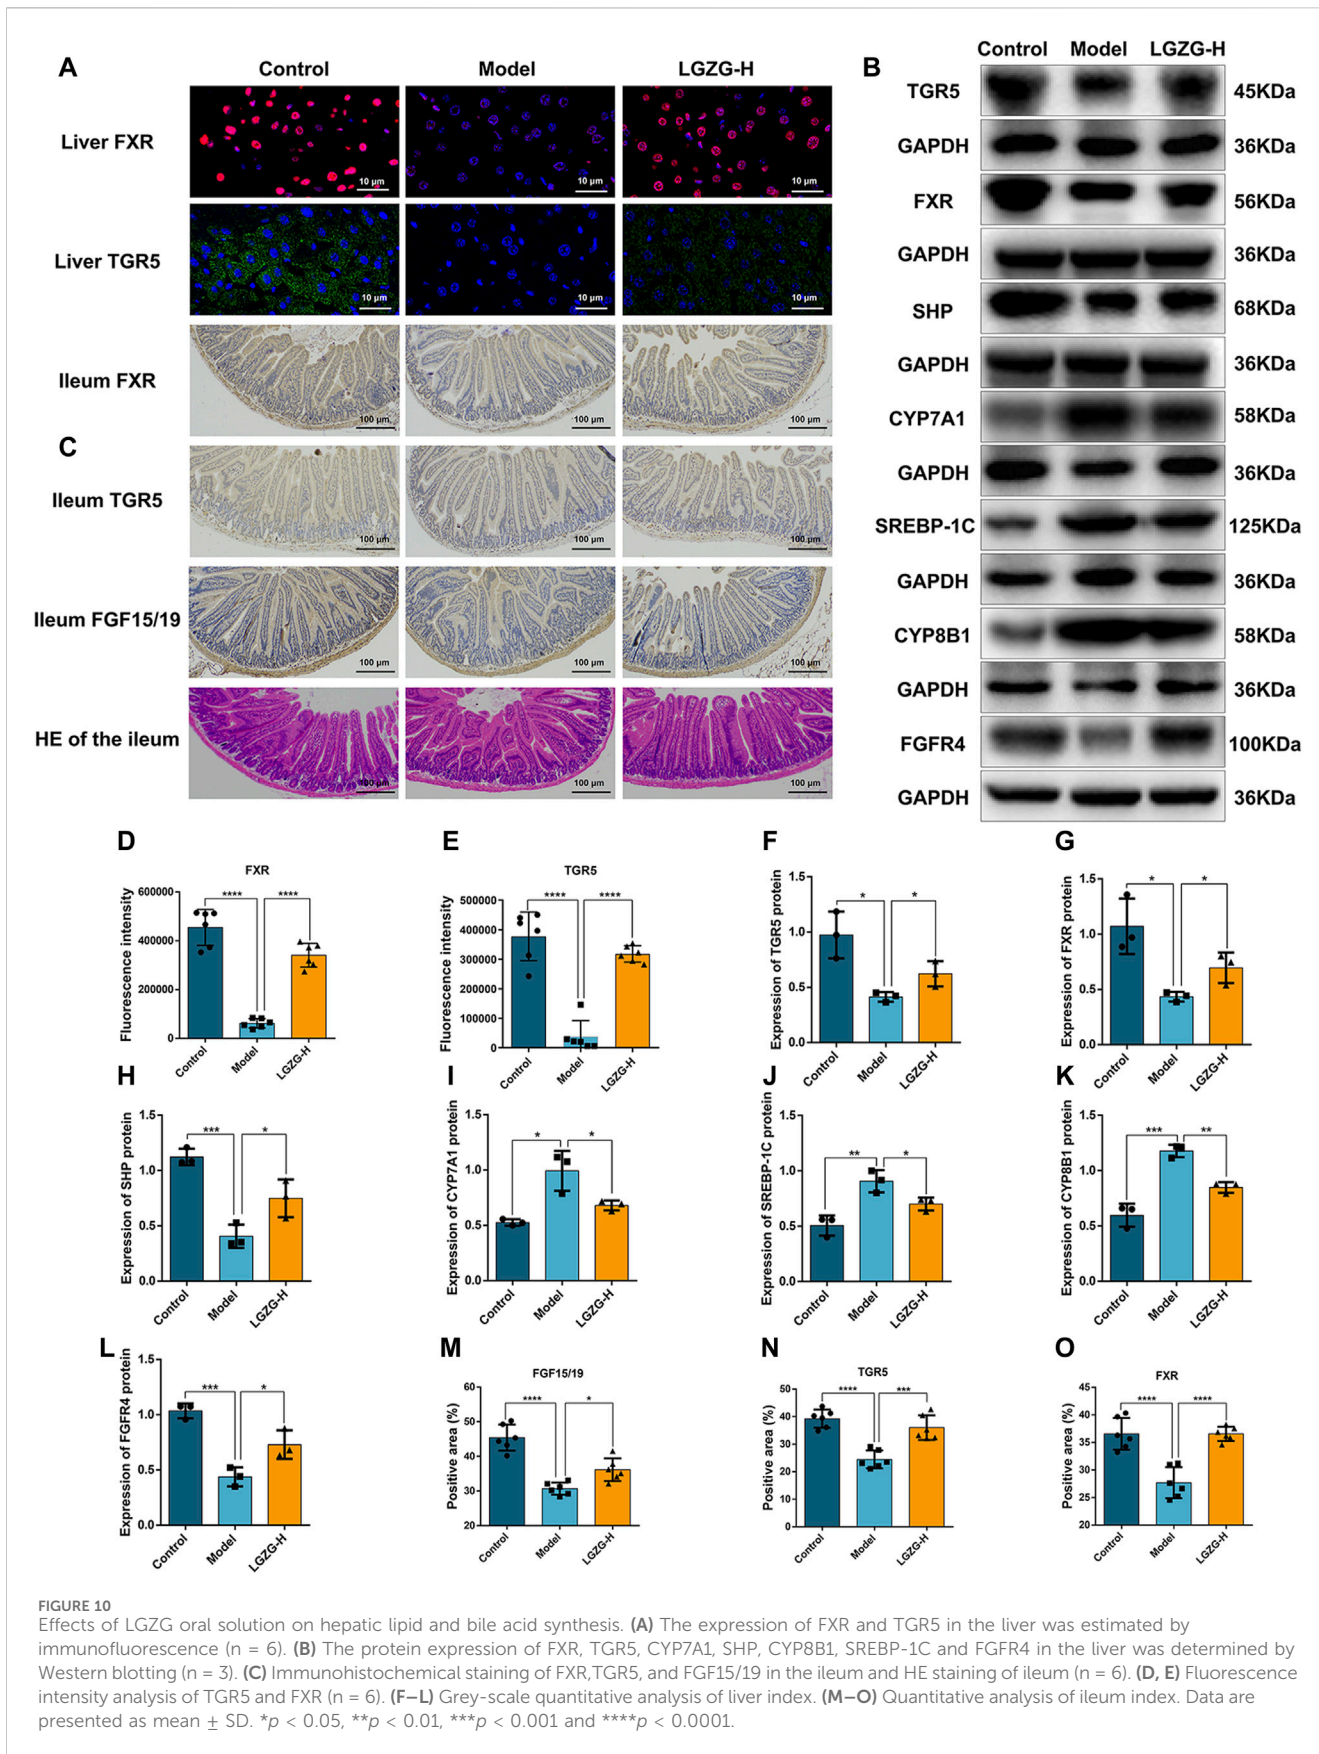 A
Control
Model
LGZG-H
Liver FXR
10 μm
10 μm
10 μm
Liver TGR5
10 μm
10 μm
10 μm
Ileum FXR
100 μm
100 μm
100 μm
C
Ileum TGR5
100 μm
100 μm
100 μm
Ileum FGF15/19
100 μm
100 μm
100 μm
HE of the ileum
100 μm
100 μm
100 μm
B
Control Model LGZG-H
TGR5 45KDa
GAPDH 36KDa
FXR 56KDa
GAPDH 36KDa
SHP 68KDa
GAPDH 36KDa
CYP7A1 58KDa
GAPDH 36KDa
SREBP-1C 125KDa
GAPDH 36KDa
CYP8B1 58KDa
GAPDH 36KDa
FGFR4 100KDa
GAPDH 36KDa
D
FXR
Fluorescence intensity
600000
400000
200000
0
**** ****
Control Model LGZG-H
E
TGR5
Fluorescence intensity
500000
400000
300000
200000
100000
0
**** ****
Control Model LGZG-H
F
Expression of TGR5 protein
1.5
1.0
0.5
0.0
* *
Control Model LGZG-H
G
Expression of FXR protein
1.5
1.0
0.5
0.0
* *
Control Model LGZG-H
H
Expression of SHP protein
1.5
1.0
0.5
0.0
*** *
Control Model LGZG-H
I
Expression of CYP7A1 protein
1.5
1.0
0.5
0.0
* *
Control Model LGZG-H
J
Expression of SREBP-1C protein
1.5
1.0
0.5
0.0
** *
Control Model LGZG-H
K
Expression of CYP8B1 protein
1.5
1.0
0.5
0.0
*** **
Control Model LGZG-H
L
Expression of FGFR4 protein
1.5
1.0
0.5
0.0
*** *
Control Model LGZG-H
M
FGF15/19
Positive area (%)
60
50
40
30
20
**** *
Control Model LGZG-H
N
TGR5
Positive area (%)
50
40
30
20
10
0
**** ***
Control Model LGZG-H
O
FXR
Positive area (%)
45
40
35
30
25
20
**** ****
Control Model LGZG-H
FIGURE 10
Effects of LGZG oral solution on hepatic lipid and bile acid synthesis. (A) The expression of FXR and TGR5 in the liver was estimated by
immunofluorescence (n = 6). (B) The protein expression of FXR, TGR5, CYP7A1, SHP, CYP8B1, SREBP-1C and FGFR4 in the liver was determined by
Western blotting (n = 3). (C) Immunohistochemical staining of FXR,TGR5, and FGF15/19 in the ileum and HE staining of ileum (n = 6). (D, E) Fluorescence
intensity analysis of TGR5 and FXR (n = 6). (F–L) Grey-scale quantitative analysis of liver index. (M–O) Quantitative analysis of ileum index. Data are
presented as mean ± SD. *p < 0.05, **p < 0.01, ***p < 0.001 and ****p < 0.0001.